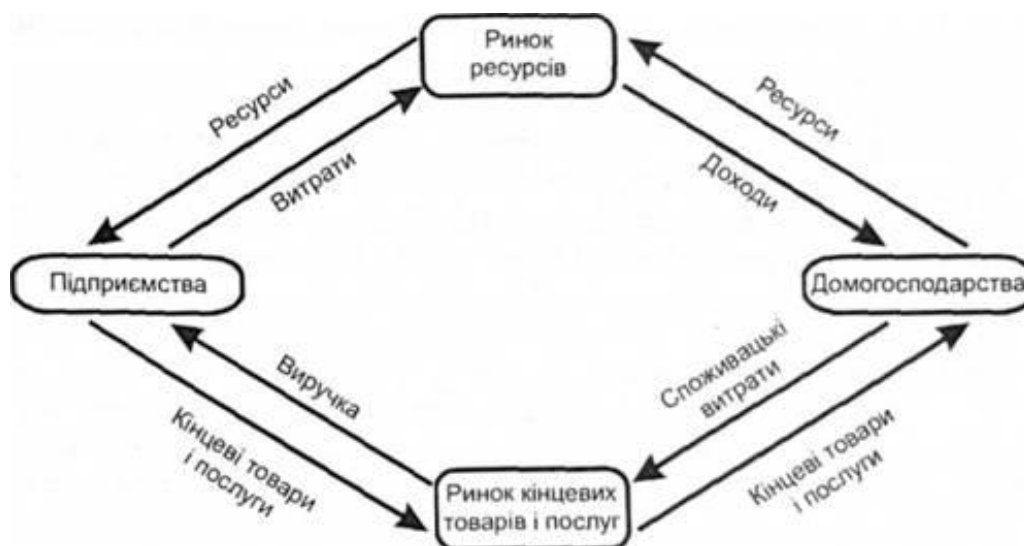 Ринок
ресурсів
Ресурси
Витрати
Ресурси
Доходи
Підприємства
Домогосподарства
Виручка
Споживацькі
витрати
Кінцеві товари
і послуги
Кінцеві товари
і послуги
Ринок кінцевих
товарів і послуг